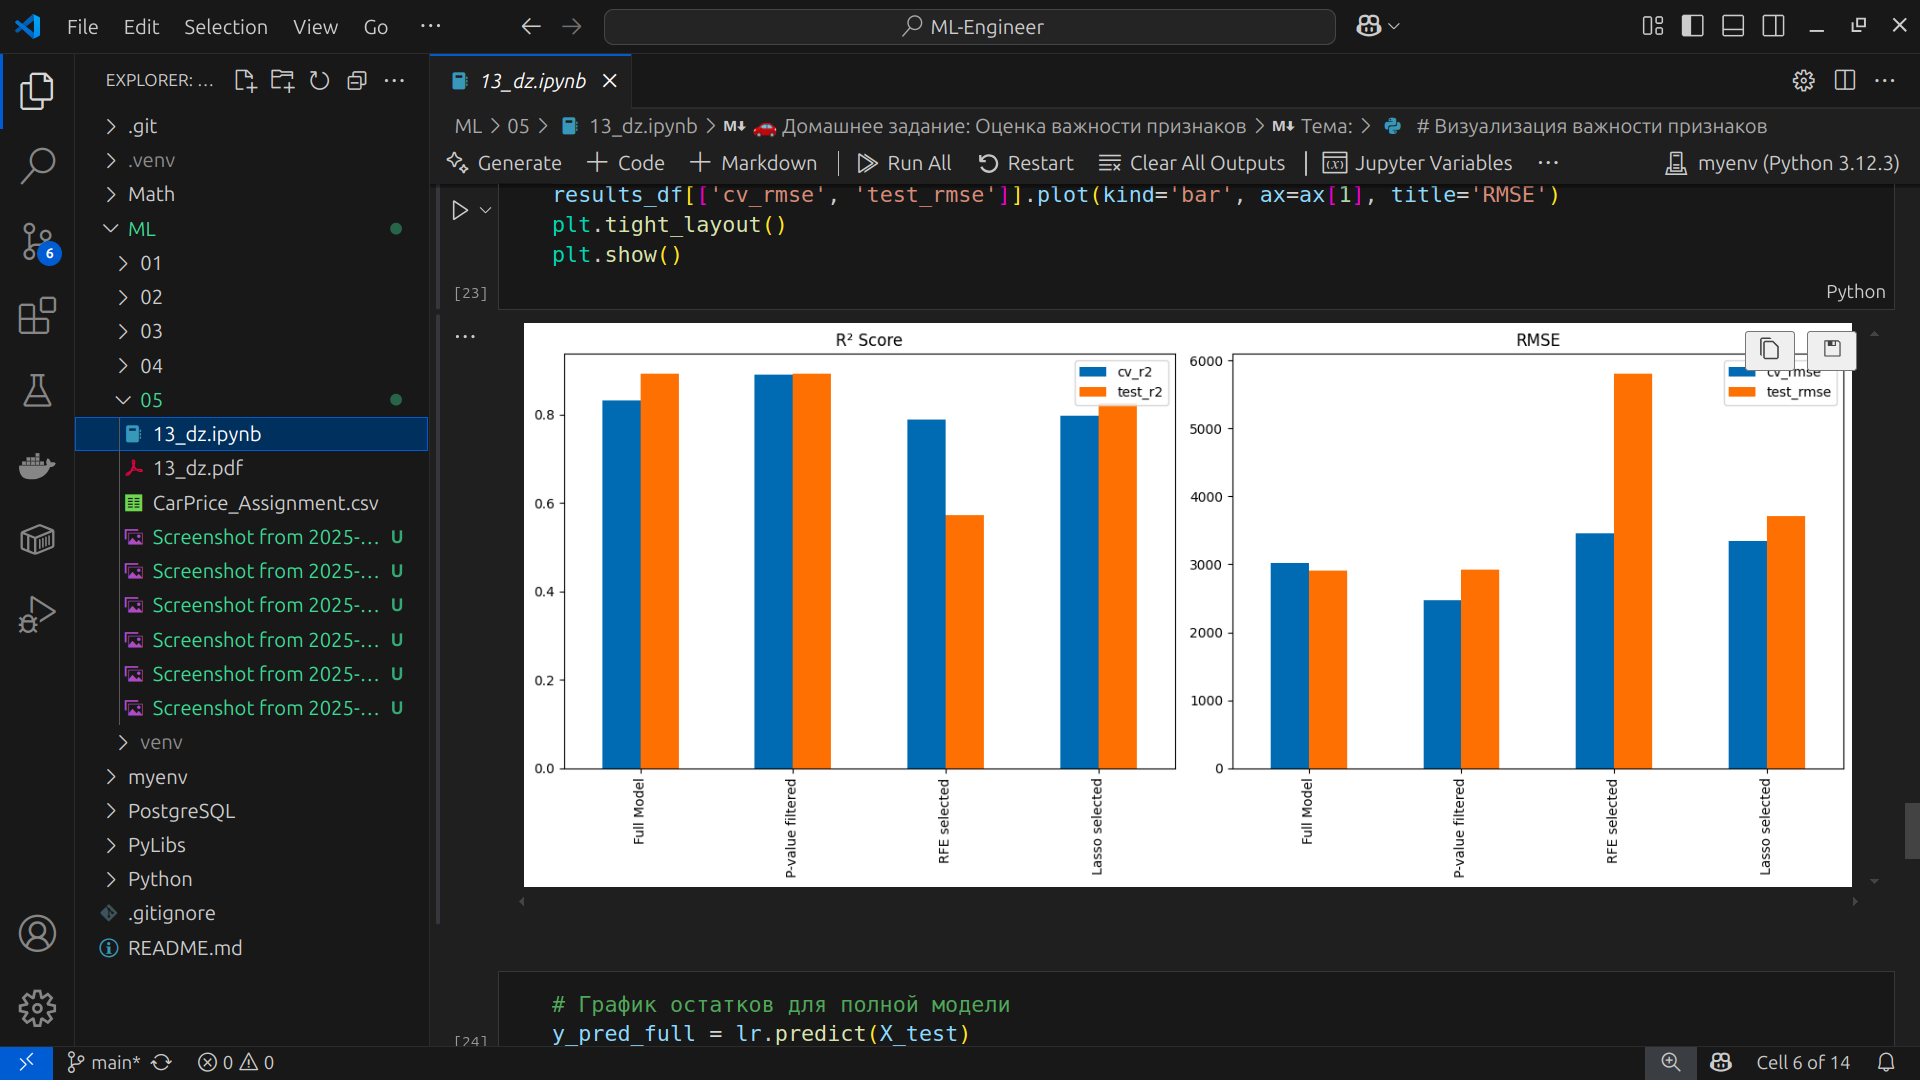 File Edit Selection View Go ···
ML-Engineer
EXPLORER: ...
.git
.venv
Math
ML
01
02
03
04
05
13_dz.ipynb
13_dz.pdf
CarPrice_Assignment.csv
Screenshot from 2025-... U
Screenshot from 2025-... U
Screenshot from 2025-... U
Screenshot from 2025-... U
Screenshot from 2025-... U
Screenshot from 2025-... U
venv
myenv
PostgreSQL
PyLibs
Python
.gitignore
README.md
6
13_dz.ipynb
ML > 05 > 13_dz.ipynb > M↓ 🚗 Домашнее задание: Оценка важности признаков > M↓ Тема: > # Визуализация важности признаков
Generate + Code + Markdown | Run All Restart Clear All Outputs | Jupyter Variables ··· myenv (Python 3.12.3)
results_df[['cv_rmse', 'test_rmse']].plot(kind='bar', ax=ax[1], title='RMSE')
plt.tight_layout()
plt.show()
[23]
Python
R² Score
cv_r2
test_r2
0.8
0.6
0.4
0.2
0.0
Full Model
P-value filtered
RFE selected
Lasso selected
RMSE
cv_rmse
test_rmse
6000
5000
4000
3000
2000
1000
0
Full Model
P-value filtered
RFE selected
Lasso selected
# График остатков для полной модели
y_pred_full = lr.predict(X_test)
[24]
main* 0 0
Cell 6 of 14